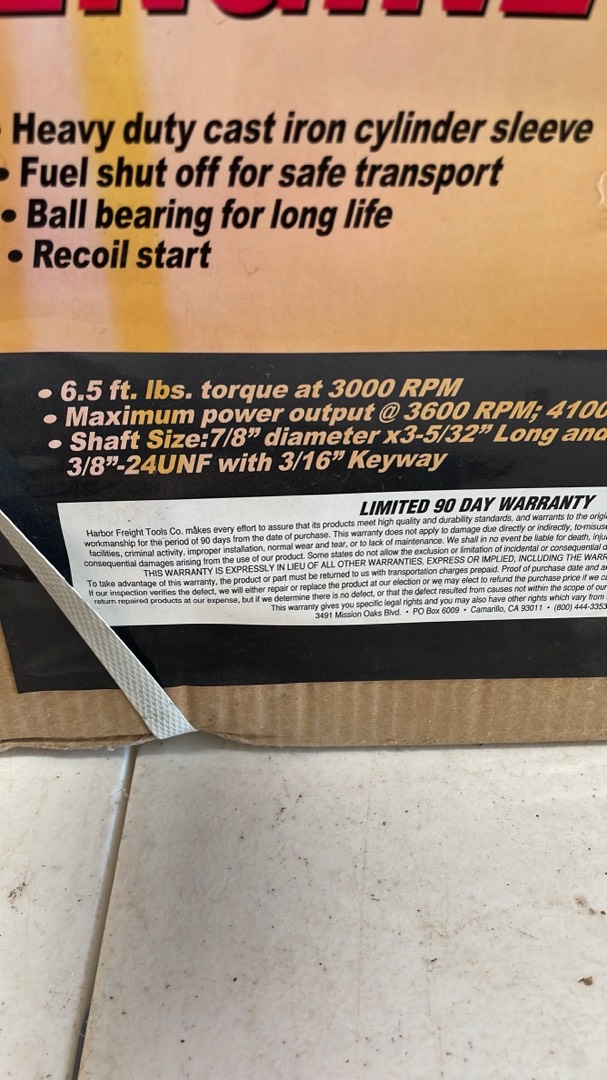 • Heavy duty cast iron cylinder sleeve
• Fuel shut off for safe transport
• Ball bearing for long life
• Recoil start
• 6.5 ft. lbs. torque at 3000 RPM
• Maximum power output @ 3600 RPM; 4100
• Shaft Size:7/8” diameter x3-5/32” Long and
3/8”-24UNF with 3/16” Keyway
LIMITED 90 DAY WARRANTY
Harbor Freight Tools Co. makes every effort to assure that its products meet high quality and durability standards, and warrants to the
workmanship for the period of 90 days from the date of purchase. This warranty does not apply to damage due directly or indirectly, to
facilities, criminal activity, improper installation, normal wear and tear, or to lack of maintenance. We shall in no event be liable for death,
consequential damages arising from the use of our product. Some states do not allow the exclusion or limitation of incidental or consequential
THIS WARRANTY IS EXPRESSLY IN LIEU OF ALL OTHER WARRANTIES, EXPRESS OR IMPLIED, INCLUDING THE
To take advantage of this warranty, the product or part must be returned to us with transportation charges prepaid. Proof of purchase date and
If our inspection verifies the defect, we will either repair or replace the product at our election or we may elect to refund the purchase price if we
return repaired products at our expense, but if we determine there is no defect, or that the defect resulted from causes not within the scope of our
This warranty gives you specific legal rights and you may also have other rights which vary from
3491 Mission Oaks Blvd. • PO Box 6009 • Camarillo, CA 93011 • (800) 444-3353